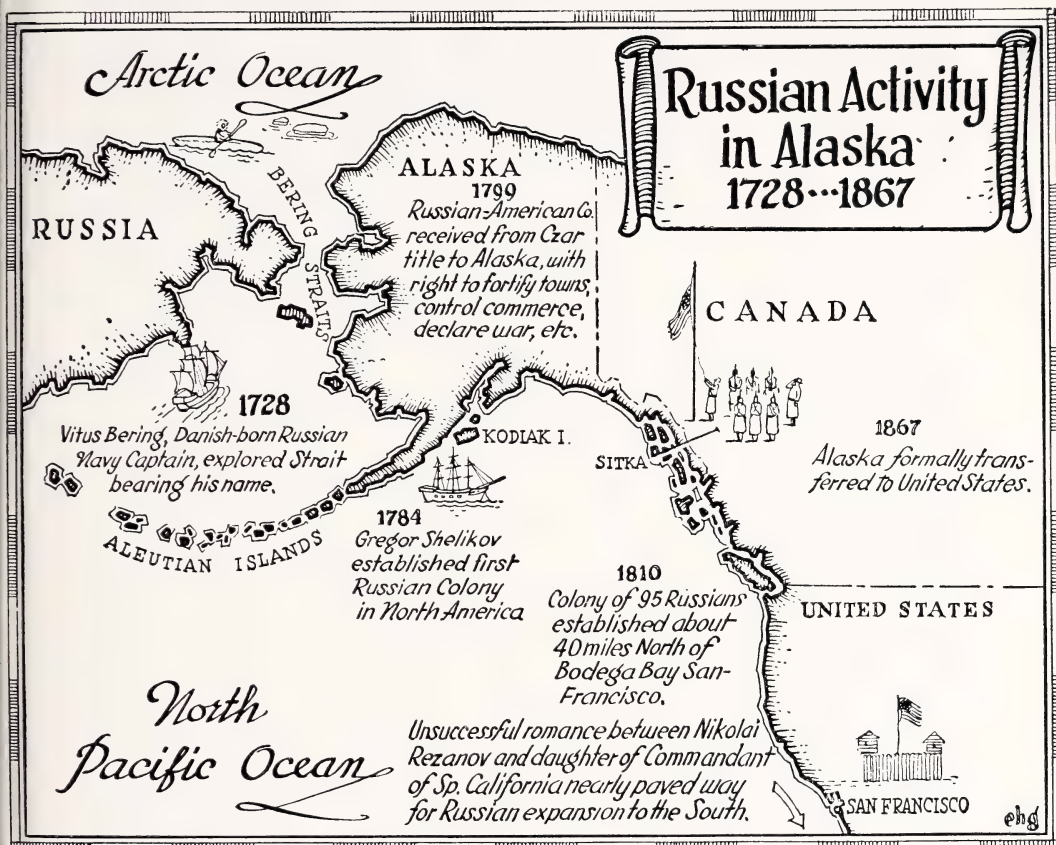 Russian Activity
in Alaska
1728···1867
Arctic Ocean
BERING STRAITS
RUSSIA
ALASKA
1799
Russian-American Co.
received from Czar
title to Alaska, with
right to fortify towns,
control commerce,
declare war, etc.
CANADA
1728
Vitus Bering, Danish-born Russian
Navy Captain, explored Strait
bearing his name.
KODIAK I.
SITKA
1867
Alaska formally trans-
ferred to United States.
ALEUTIAN ISLANDS
1784
Gregor Shelikov
established first
Russian Colony
in North America
1810
Colony of 95 Russians
established about
40 miles North of
Bodega Bay San-
Francisco.
UNITED STATES
North
Pacific Ocean
Unsuccessful romance between Nikolai
Rezanov and daughter of Commandant
of Sp. California nearly paved way
for Russian expansion to the South.
SAN FRANCISCO
ehg